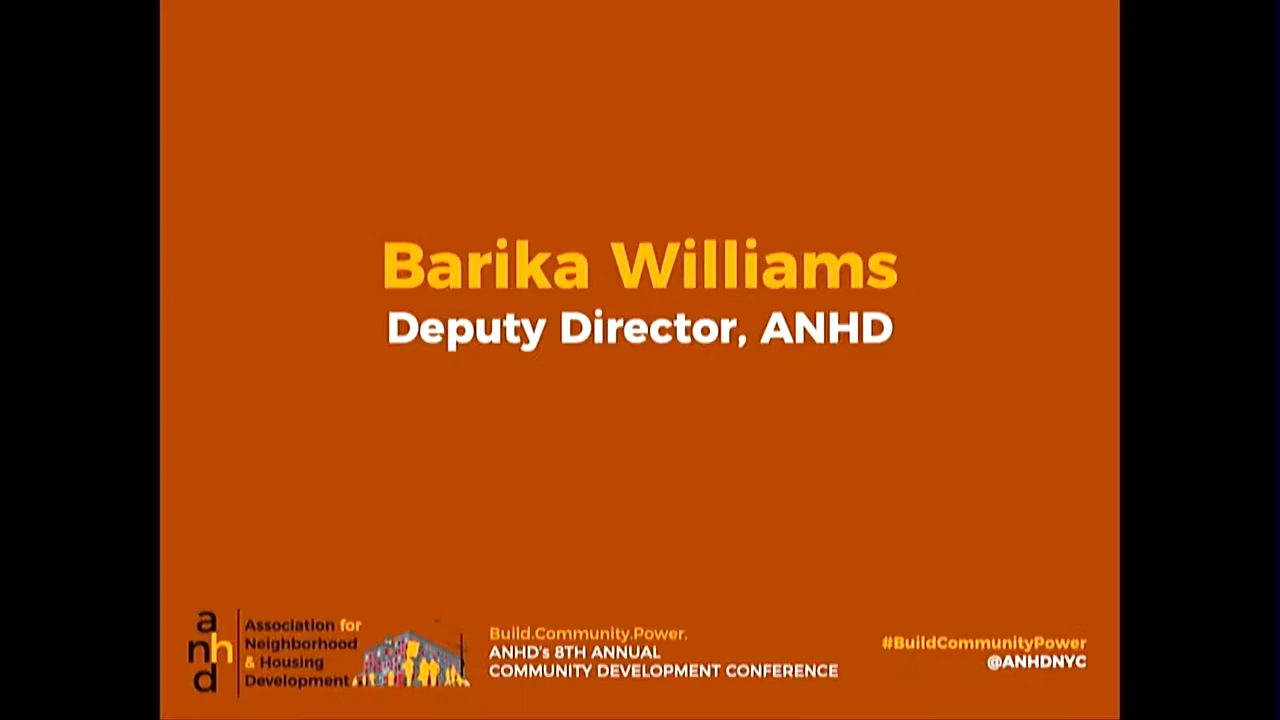 Barika Williams
Deputy Director, ANHD
a
nh
d
Association for
Neighborhood
& Housing
Development
Build.Community.Power.
ANHD's 8TH ANNUAL
COMMUNITY DEVELOPMENT CONFERENCE
#BuildCommunityPower
@ANHDNYC